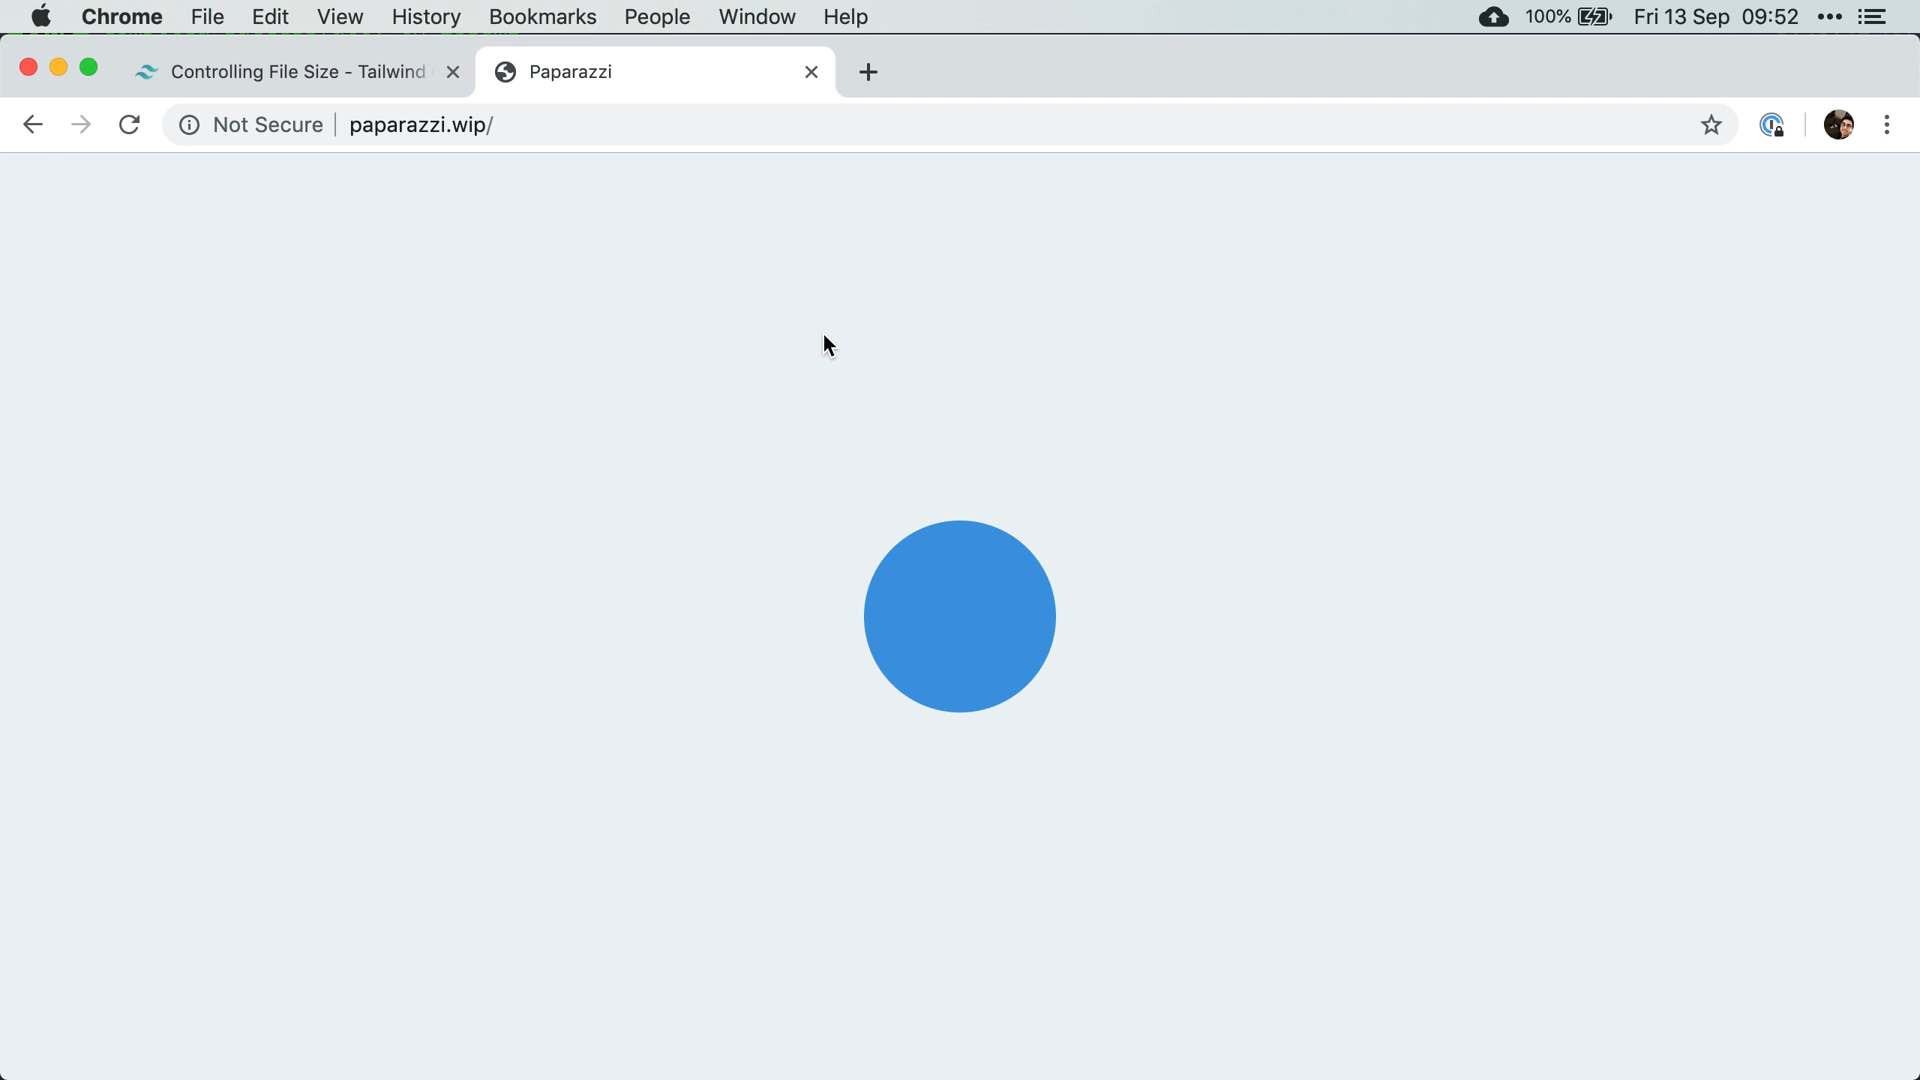 Chrome File Edit View History Bookmarks People Window Help 100% Fri 13 Sep 09:52
Controlling File Size - Tailwind Paparazzi
Not Secure paparazzi.wip/